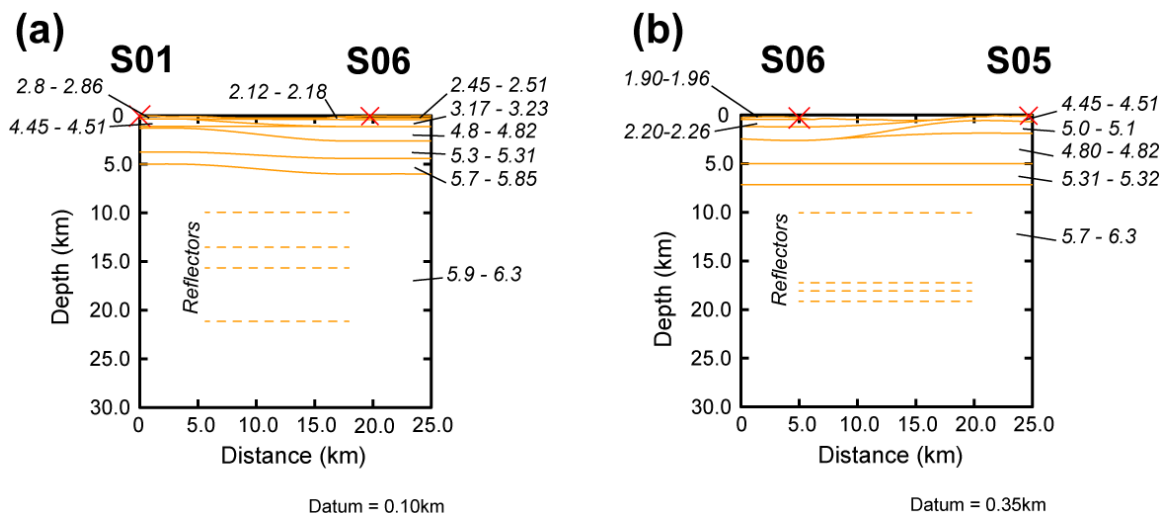 (a)
S01
S06
2.8 - 2.86
2.12 - 2.18
2.45 - 2.51
3.17 - 3.23
4.45 - 4.51
4.8 - 4.82
5.3 - 5.31
5.7 - 5.85
5.9 - 6.3
0
5.0
10.0
15.0
20.0
25.0
30.0
Depth (km)
Reflectors
0
5.0
10.0
15.0
20.0
25.0
Distance (km)
Datum = 0.10km
(b)
S06
S05
1.90-1.96
2.20-2.26
4.45 - 4.51
5.0 - 5.1
4.80 - 4.82
5.31 - 5.32
5.7 - 6.3
0
5.0
10.0
15.0
20.0
25.0
30.0
Depth (km)
Reflectors
0
5.0
10.0
15.0
20.0
25.0
Distance (km)
Datum = 0.35km